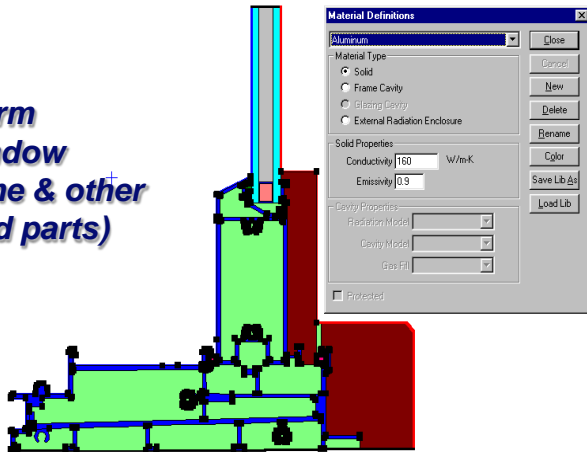 rm
ndow
ne & other
d parts)
Material Definitions
Aluminum
Close
Material Type
Solid
Cancel
Frame Cavity
New
Glazing Cavity
Delete
External Radiation Enclosure
Rename
Solid Properties
Color
Conductivity 160 W/m-K
Save Lib As
Emissivity 0.9
Load Lib
Cavity Properties
Radiation Model
Cavity Model
Gas Fill
Protected